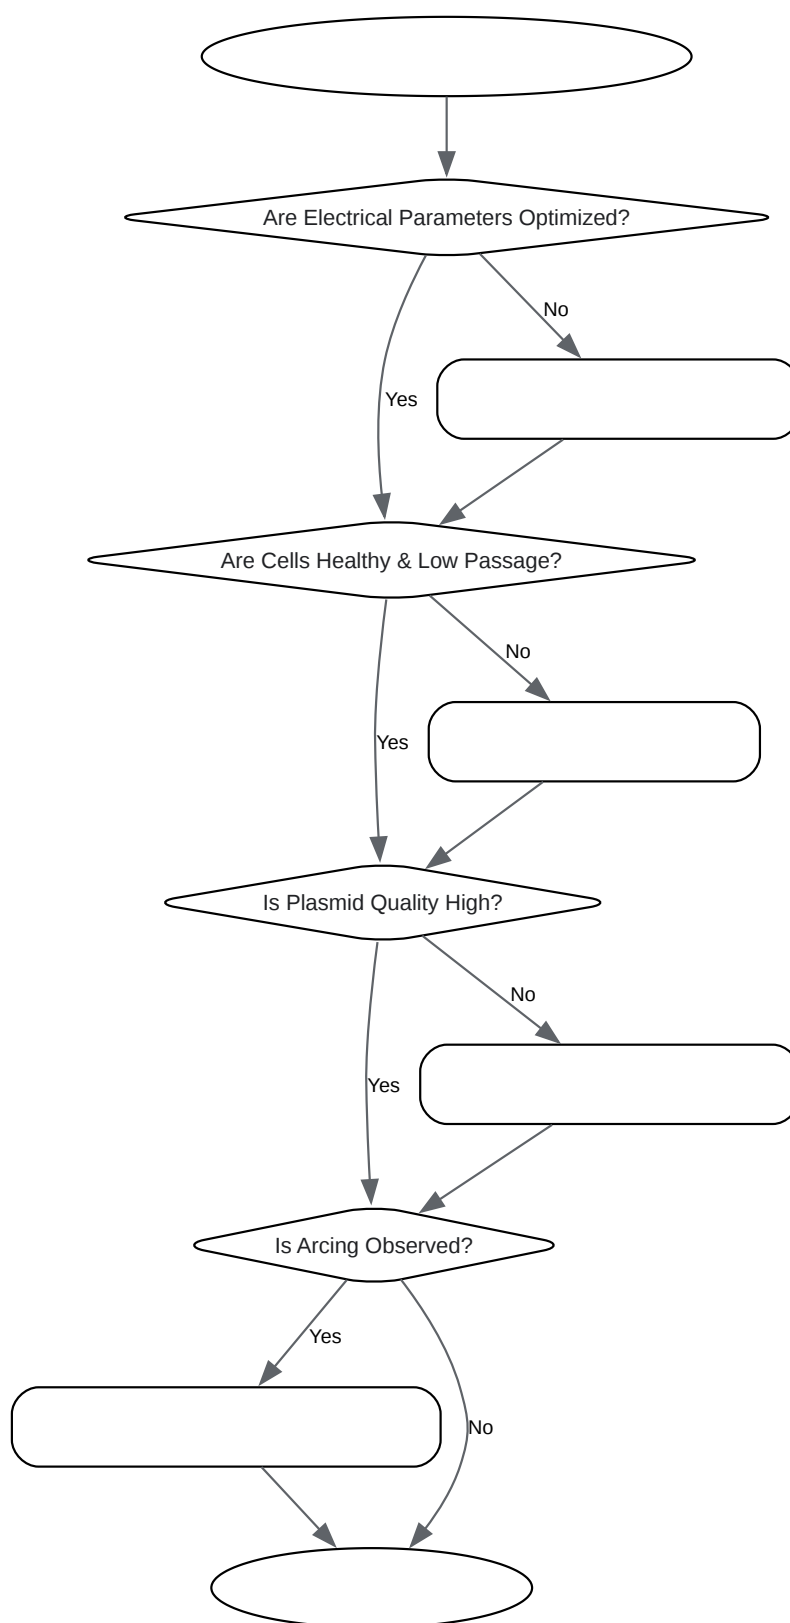 Are Electrical Parameters Optimized?
No
Yes
Are Cells Healthy & Low Passage?
No
Yes
Is Plasmid Quality High?
No
Yes
Is Arcing Observed?
Yes
No